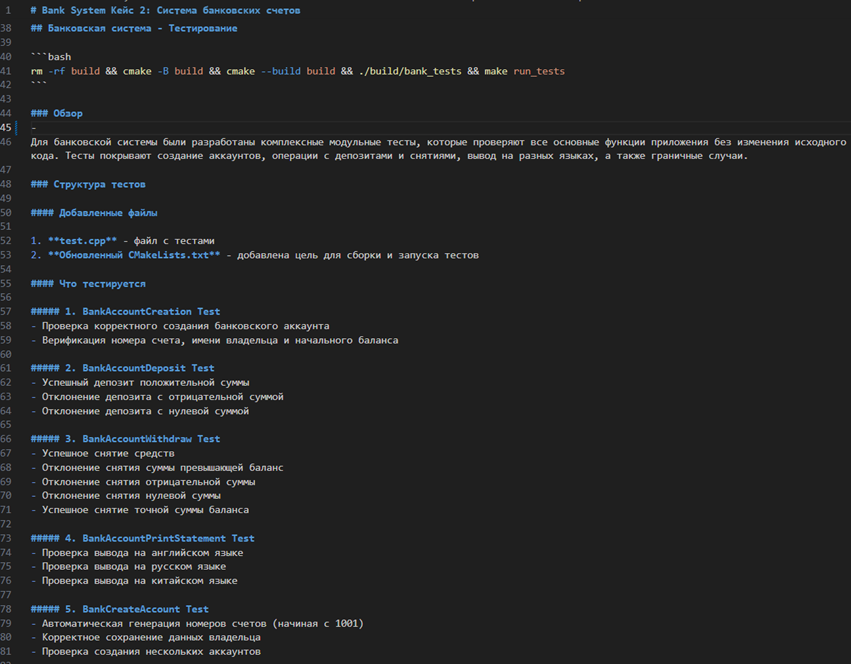 1 # Bank System Кейс 2: Система банковских счетов
38 ## Банковская система - Тестирование
39
40 ```bash
41 rm -rf build && cmake -B build && cmake --build build && ./build/bank_tests && make run_tests
42 ```
43
44 ### Обзор
45 -
46 Для банковской системы были разработаны комплексные модульные тесты, которые проверяют все основные функции приложения без изменения исходного
кода. Тесты покрывают создание аккаунтов, операции с депозитами и снятиями, вывод на разных языках, а также граничные случаи.
47
48 ### Структура тестов
49
50 #### Добавленные файлы
51
52 1. **test.cpp** - файл с тестами
53 2. **Обновленный CMakeLists.txt** - добавлена цель для сборки и запуска тестов
54
55 #### Что тестируется
56
57 ##### 1. BankAccountCreation Test
58 - Проверка корректного создания банковского аккаунта
59 - Верификация номера счета, имени владельца и начального баланса
60
61 ##### 2. BankAccountDeposit Test
62 - Успешный депозит положительной суммы
63 - Отклонение депозита с отрицательной суммой
64 - Отклонение депозита с нулевой суммой
65
66 ##### 3. BankAccountWithdraw Test
67 - Успешное снятие средств
68 - Отклонение снятия суммы превышающей баланс
69 - Отклонение снятия отрицательной суммы
70 - Отклонение снятия нулевой суммы
71 - Успешное снятие точной суммы баланса
72
73 ##### 4. BankAccountPrintStatement Test
74 - Проверка вывода на английском языке
75 - Проверка вывода на русском языке
76 - Проверка вывода на китайском языке
77
78 ##### 5. BankCreateAccount Test
79 - Автоматическая генерация номеров счетов (начиная с 1001)
80 - Корректное сохранение данных владельца
81 - Проверка создания нескольких аккаунтов